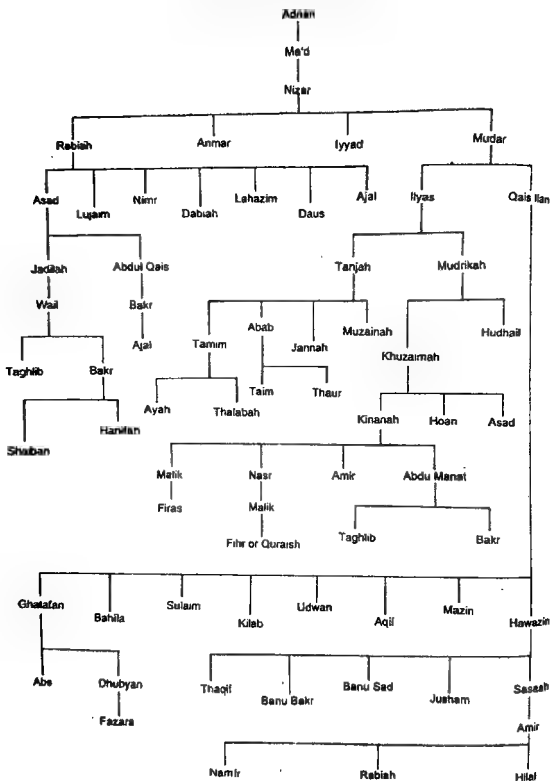 Adnan
Ma'd
Nizar
Rabiah Anmar Iyyad Mudar
Asad Lujaim Nimr Dabiah Lahazim Daus Ajal Ilyas Qais Ilan
Jadilah Abdul Qais Tanjah Mudrikah
Wail Bakr Tamim Abab Jannah Muzainah Khuzaimah Hudhail
Ajal
Taghlib Bakr Ayah Thalabah Taim Thaur Kinanah Hoan Asad
Shaiban Hanifah
Malik Nasr Amir Abdu Manat
Firas Malik
Fihr or Quraish Taghlib Bakr
Ghatafan Bahila Sulaim Kilab Udwan Aqil Mazin Hawazin
Abs Dhubyan Thaqif Banu Bakr Banu Sad Jusham Sasaah
Fazara Amir
Namir Rabiah Hilal